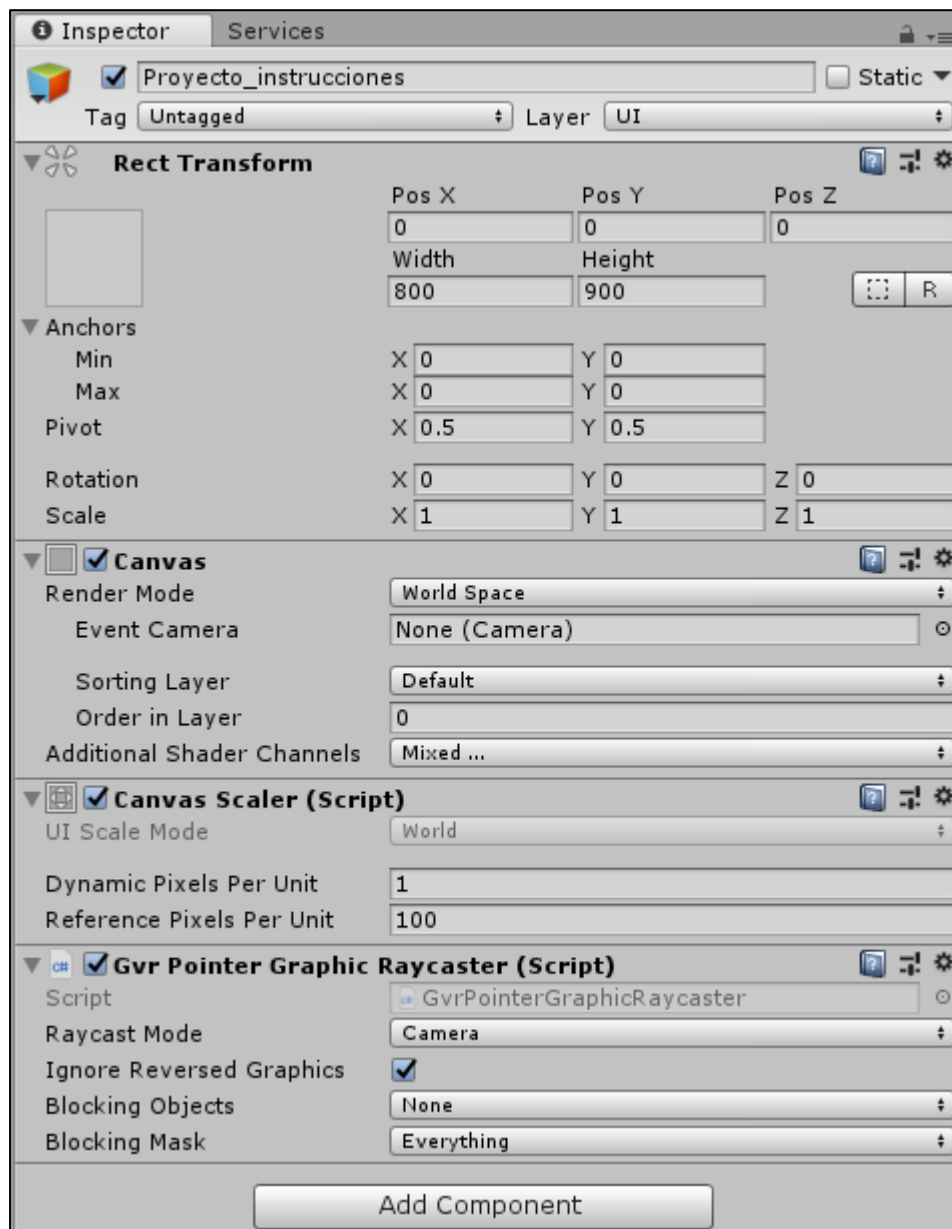 Inspector Services
Proyecto_instrucciones Static
Tag Untagged Layer UI
Rect Transform
Pos X Pos Y Pos Z
0 0 0
Width Height
800 900 R
Anchors
Min X 0 Y 0
Max X 0 Y 0
Pivot X 0.5 Y 0.5
Rotation X 0 Y 0 Z 0
Scale X 1 Y 1 Z 1
Canvas
Render Mode World Space
Event Camera None (Camera)
Sorting Layer Default
Order in Layer 0
Additional Shader Channels Mixed ...
Canvas Scaler (Script)
UI Scale Mode World
Dynamic Pixels Per Unit 1
Reference Pixels Per Unit 100
C# Gvr Pointer Graphic Raycaster (Script)
Script GvrPointerGraphicRaycaster
Raycast Mode Camera
Ignore Reversed Graphics
Blocking Objects None
Blocking Mask Everything
Add Component